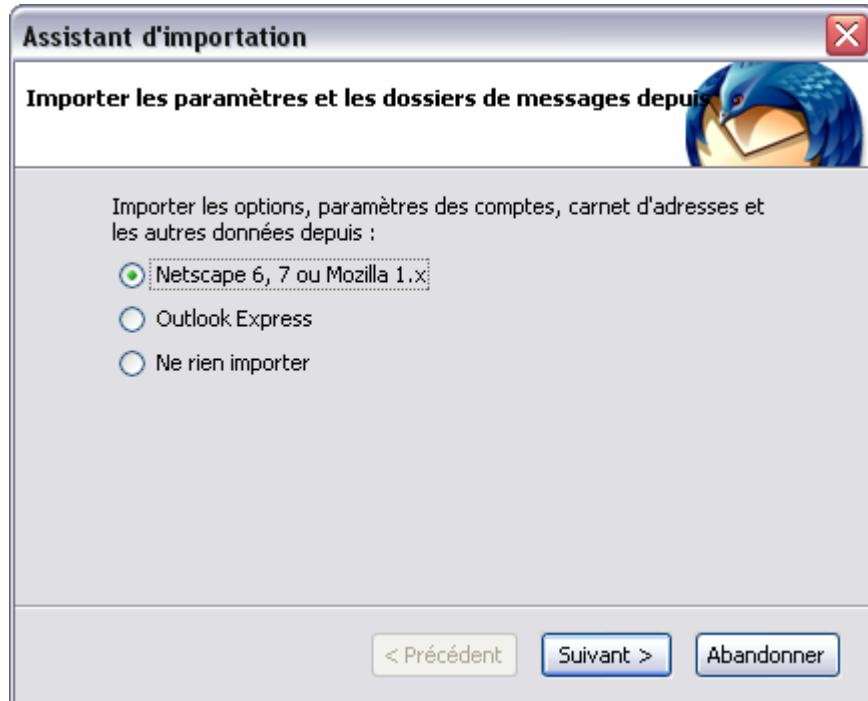 Assistant d'importation
Importer les paramètres et les dossiers de messages depuis
Importer les options, paramètres des comptes, carnet d'adresses et
les autres données depuis :
Netscape 6, 7 ou Mozilla 1.x
Outlook Express
Ne rien importer
< Précédent Suivant > Abandonner